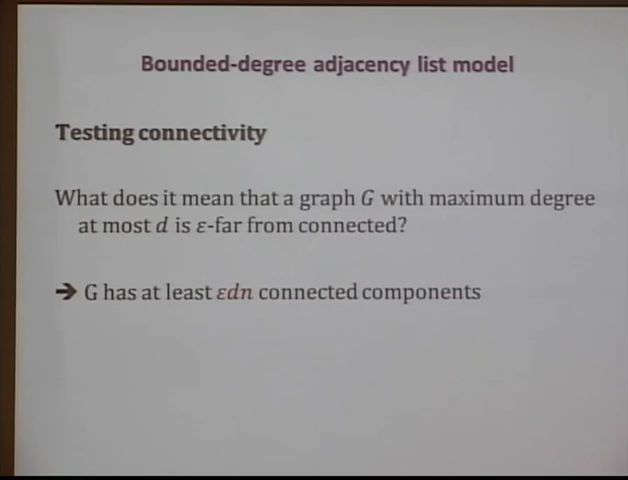 Bounded-degree adjacency list model
Testing connectivity
What does it mean that a graph G with maximum degree
at most d is ε-far from connected?
➔ G has at least εdn connected components